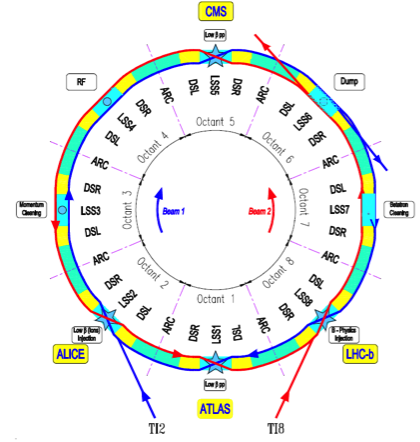 CMS
Low β pp
RF
Dump
DSL
LSS5
DSR
ARC
ARC
DSR
LSS4
DSL
DSL
LSS6
DSR
Octant 5
Octant 4
Octant 6
ARC
ARC
Momentum
Cleaning
DSR
LSS3
DSL
Octant 3
Beam 1
Beam 2
Octant 7
DSL
LSS7
DSR
Betatron
Cleaning
ARC
ARC
Octant 2
Octant 8
Octant 1
DSR
LSS2
DSL
DSL
LSS8
DSR
ARC
ARC
DSR
LSS1
DSL
Low β (Ions)
Injection
B - Physics
Injection
ALICE
LHC-b
Low β pp
ATLAS
TI2
TI8